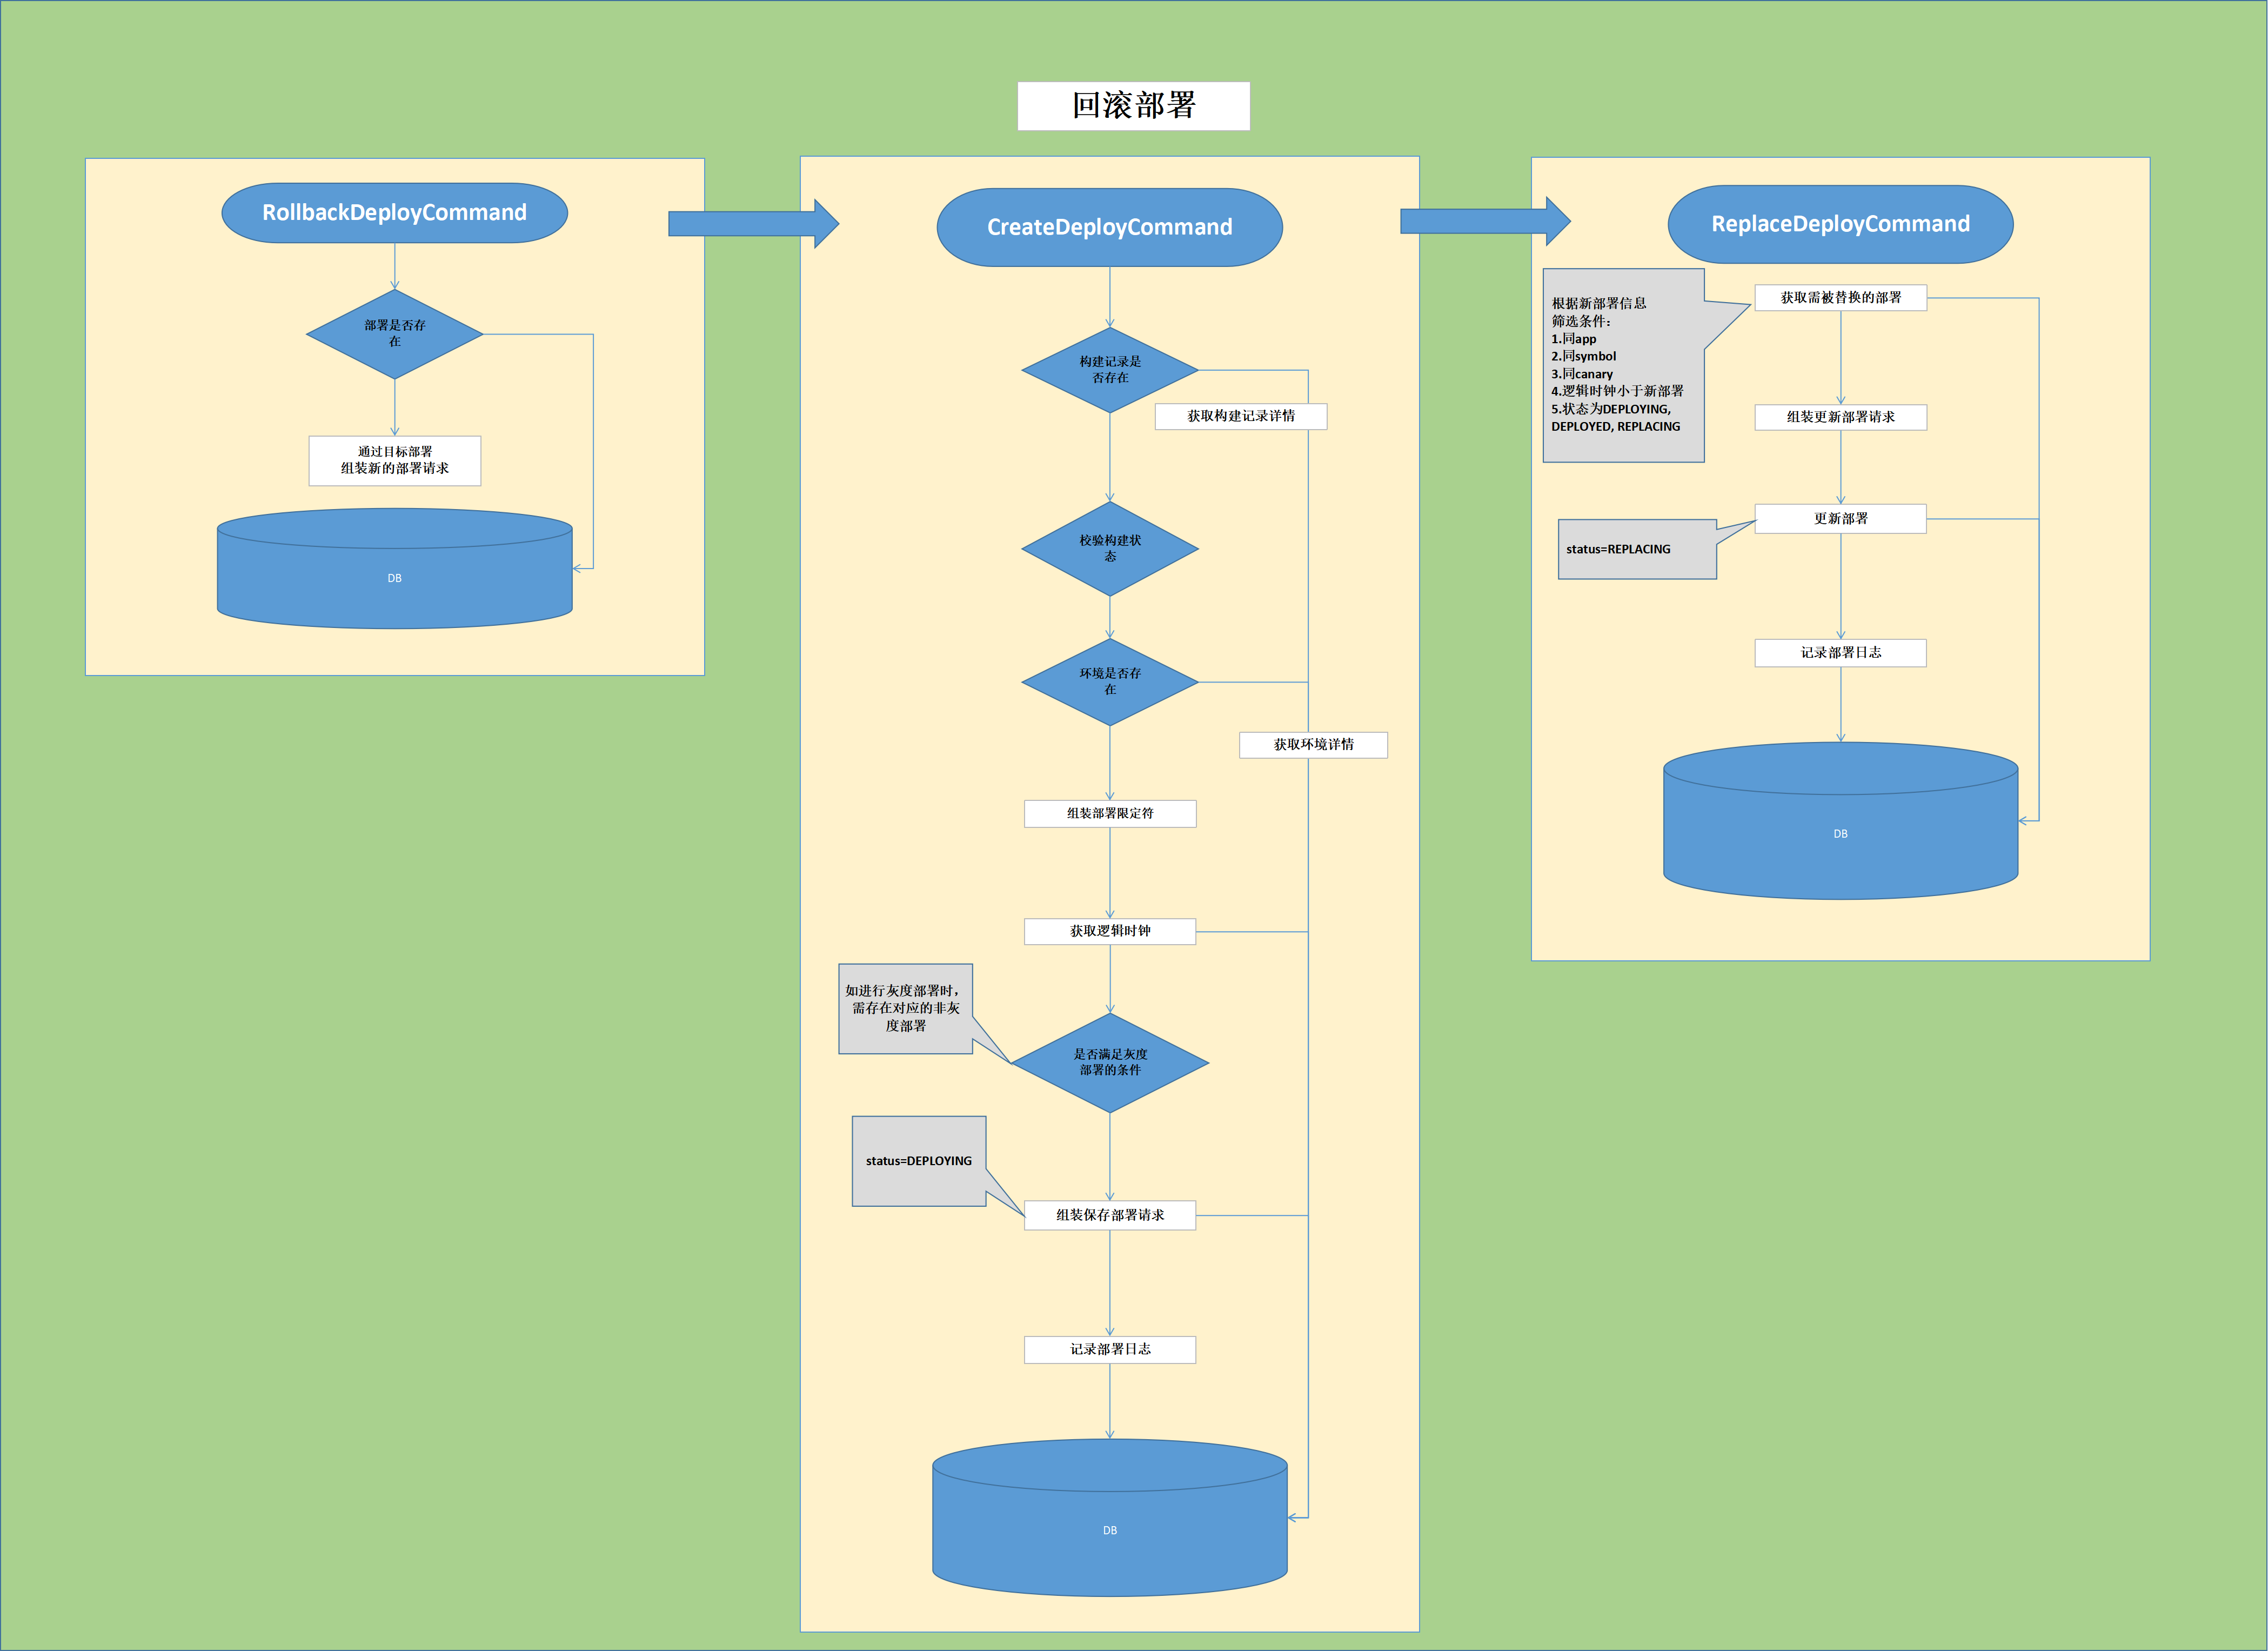 回滚部署
RollbackDeployCommand
部署是否存
在
通过目标部署
组装新的部署请求
DB
CreateDeployCommand
构建记录是
否存在
获取构建记录详情
校验构建状
态
环境是否存
在
获取环境详情
组装部署限定符
获取逻辑时钟
如进行灰度部署时，
需存在对应的非灰
度部署
是否满足灰度
部署的条件
status=DEPLOYING
组装保存部署请求
记录部署日志
DB
ReplaceDeployCommand
根据新部署信息
筛选条件：
1.同app
2.同symbol
3.同canary
4.逻辑时钟小于新部署
5.状态为DEPLOYING,
DEPLOYED, REPLACING
获取需被替换的部署
组装更新部署请求
更新部署
status=REPLACING
记录部署日志
DB